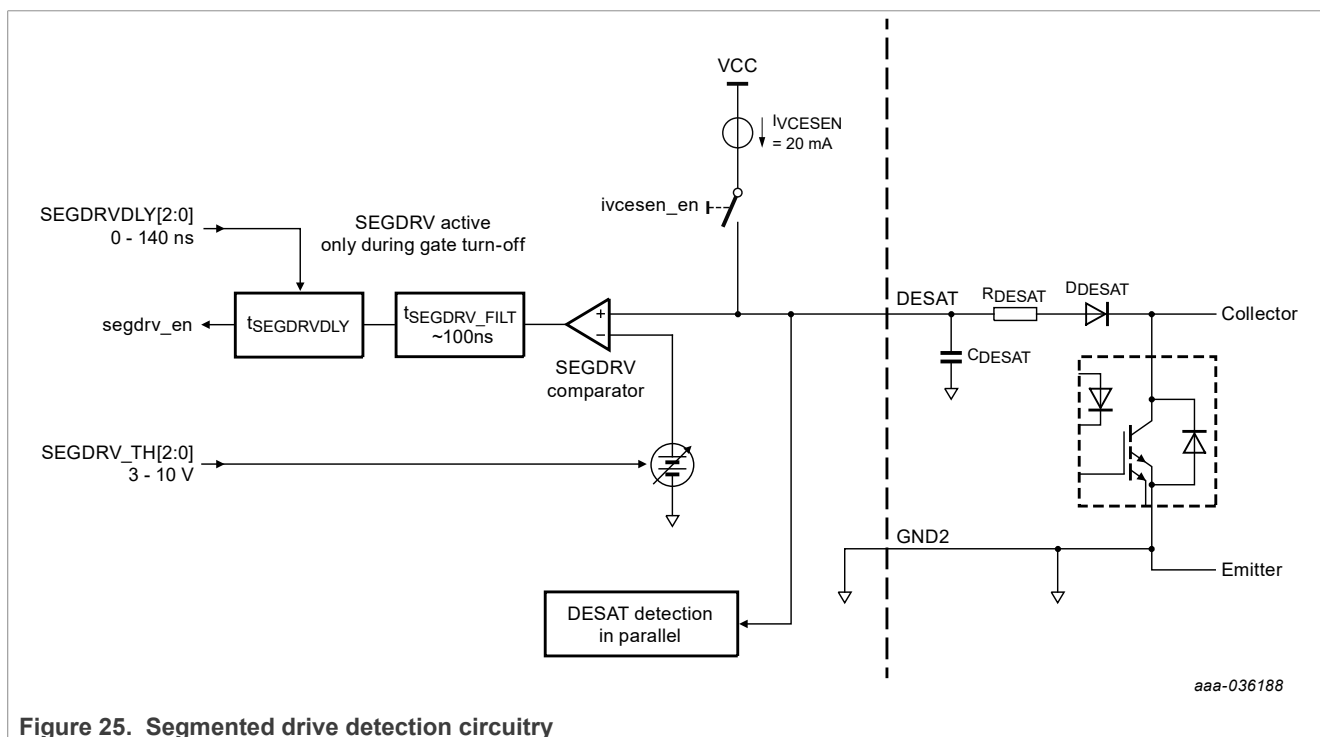 VCC
IVCESEN
= 20 mA
ivcesen_en
SEGDRVDLY[2:0]
0 - 140 ns
SEGDRV active
only during gate turn-off
segdrv_en
tSEGDRVDLY
tSEGDRV_FILT
~100ns
+
−
SEGDRV
comparator
DESAT
RDESAT
DDESAT
Collector
CDESAT
SEGDRV_TH[2:0]
3 - 10 V
GND2
Emitter
DESAT detection
in parallel
aaa-036188
Figure 25. Segmented drive detection circuitry